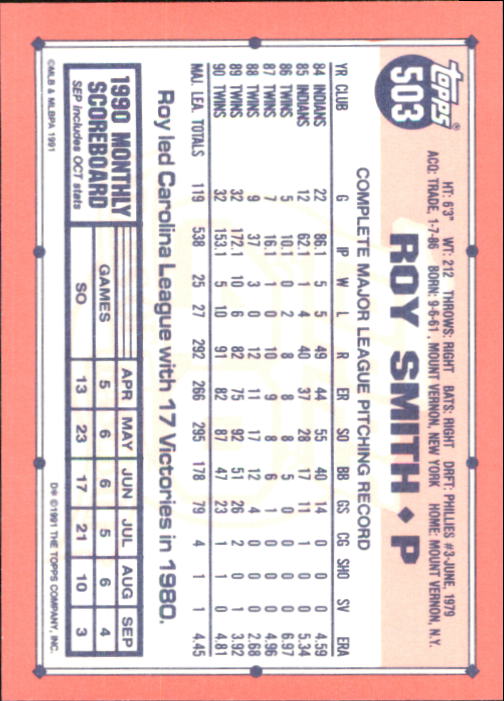 Topps®
503
HT: 6'3" WT: 212 THROWS: RIGHT BATS: RIGHT DRFT: PHILLIES #3-JUNE, 1979
ACQ: TRADE, 1-7-86 BORN: 9-6-61, MOUNT VERNON, NEW YORK HOME: MOUNT VERNON, N.Y.
ROY SMITH ♦ P
COMPLETE MAJOR LEAGUE PITCHING RECORD
YR CLUB G IP W L R ER SO BB GS CG SHO SV ERA
84 INDIANS 22 86.1 5 5 49 44 55 40 14 0 0 0 4.59
85 INDIANS 12 62.1 1 4 40 37 28 17 11 1 0 0 5.34
86 TWINS 5 10.1 0 2 8 8 8 5 0 0 0 0 6.97
87 TWINS 7 16.1 1 0 10 9 8 6 1 0 0 0 4.96
88 TWINS 9 37 3 0 12 11 17 12 4 0 0 0 2.68
89 TWINS 32 172.1 10 6 82 75 92 51 26 2 0 1 3.92
90 TWINS 32 153.1 5 10 91 82 87 47 23 1 1 0 4.81
MAJ. LEA. TOTALS 119 538 25 27 292 266 295 178 79 4 1 1 4.45
Roy led Carolina League with 17 Victories in 1980.
1990 MONTHLY SCOREBOARD
SEP includes OCT stats
APR MAY JUN JUL AUG SEP
GAMES 5 6 6 5 6 4
SO 13 23 17 21 10 3
©MLB & MLBPA 1991
D® ©1991 THE TOPPS COMPANY, INC.